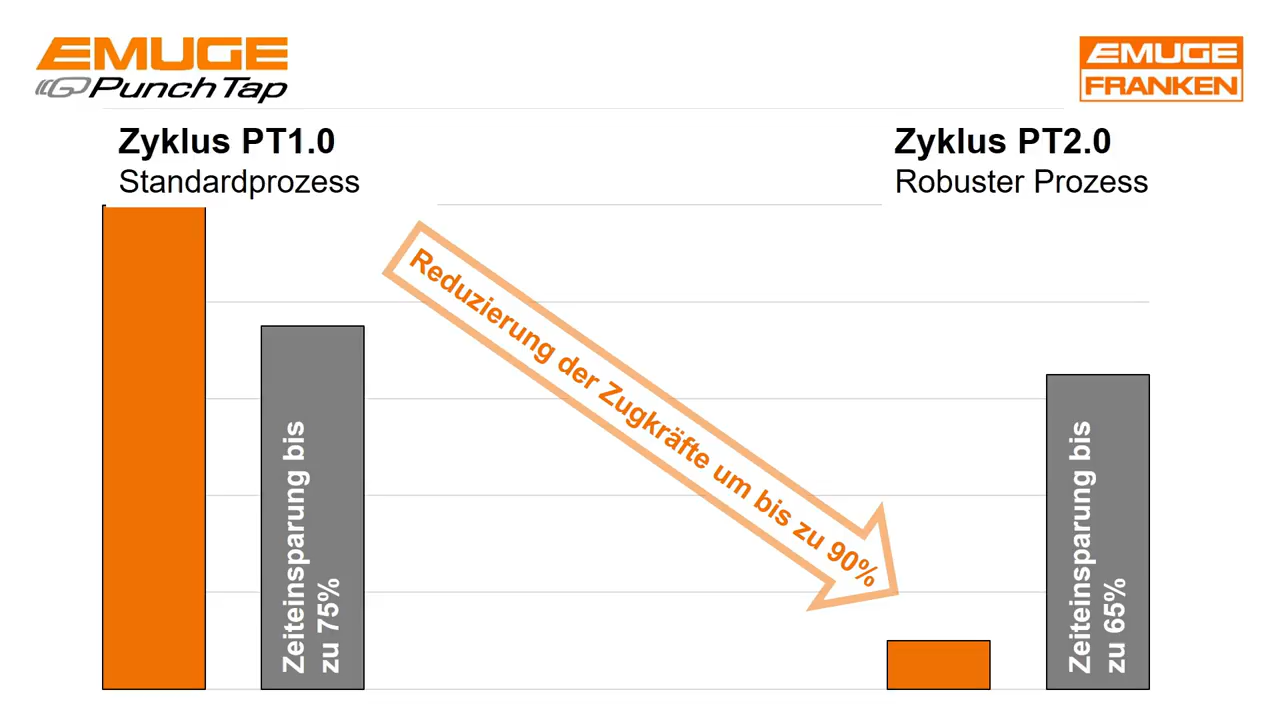 EMUGE
PunchTap
EMUGE
FRANKEN
Zyklus PT1.0
Standardprozess
Zyklus PT2.0
Robuster Prozess
Reduzierung der Zugkräfte um bis zu 90%
Zeiteinsparung bis
zu 75%
Zeiteinsparung bis
zu 65%